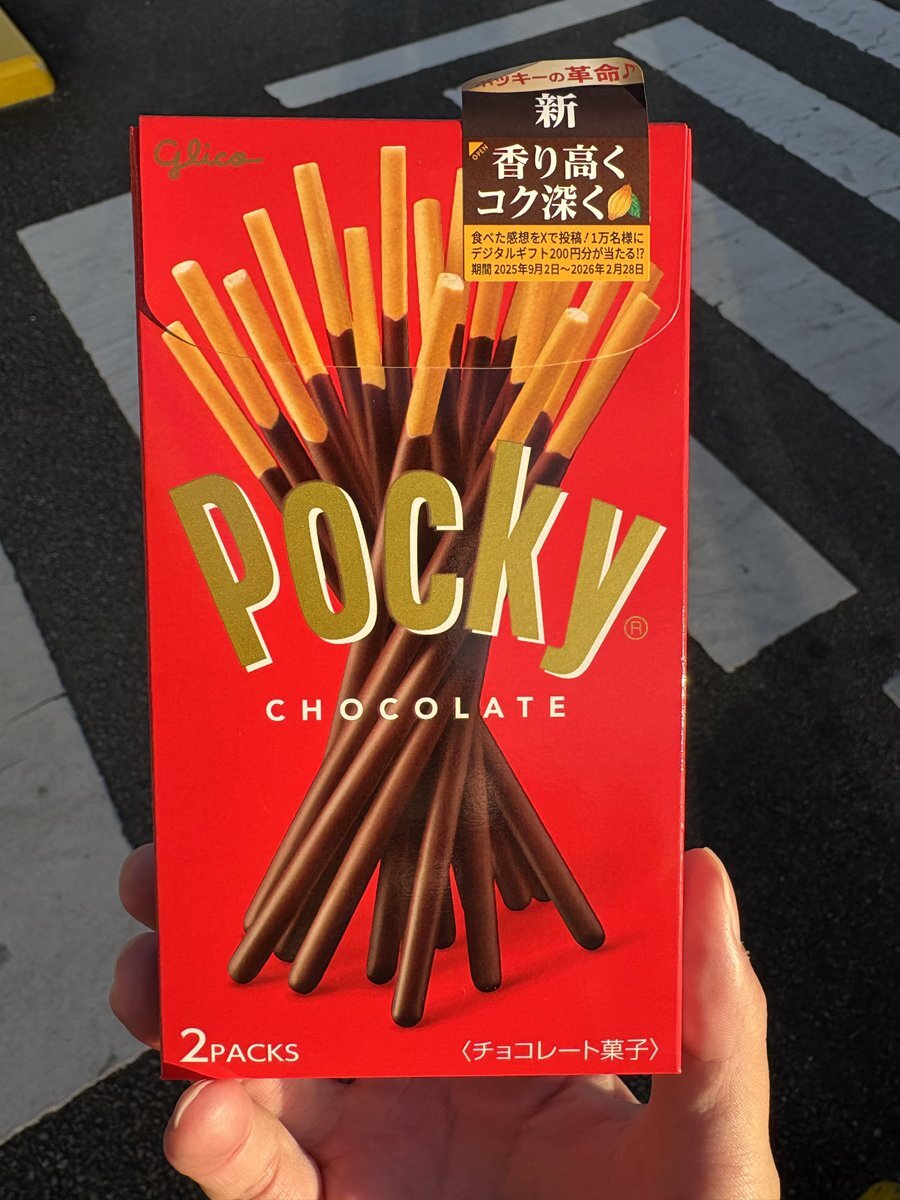 Glico
ッキーの革命♪
新
OPEN
香り高く
コク深く
食べた感想をXで投稿!1万名様に
デジタルギフト200円分が当たる!?
期間 2025年9月2日～2026年2月28日
Pocky®
CHOCOLATE
2PACKS
〈チョコレート菓子〉